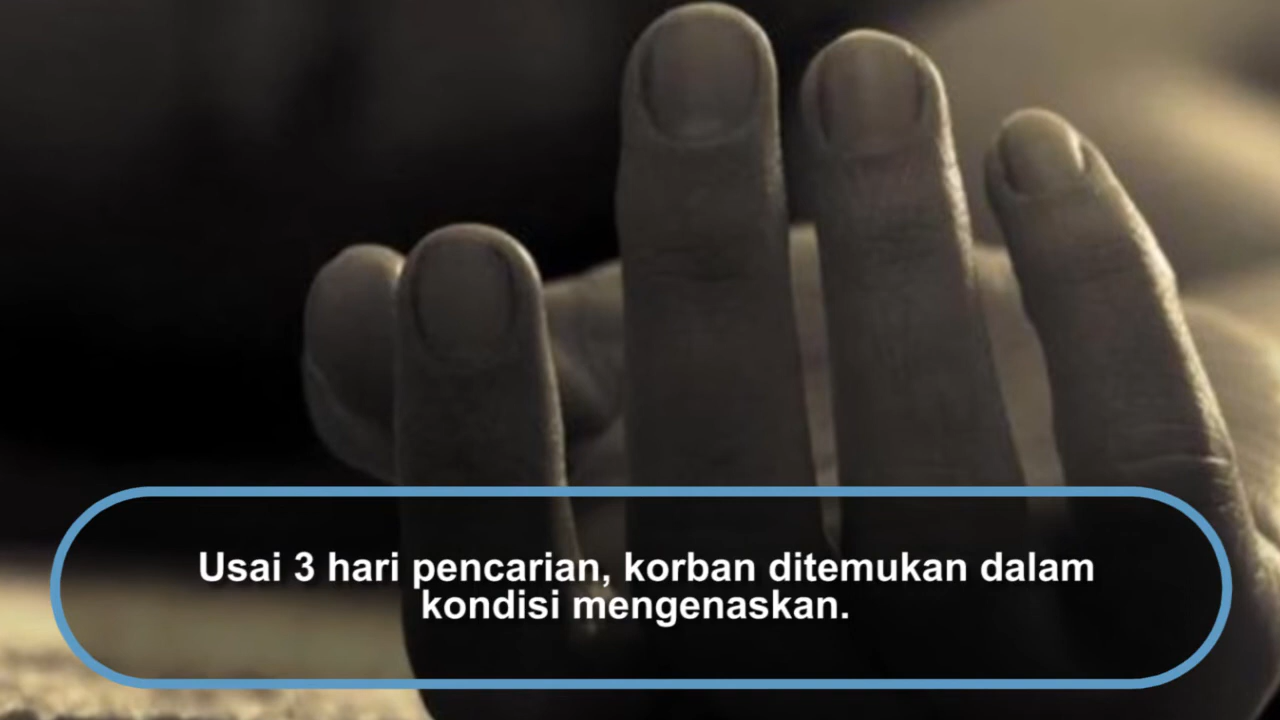 Usai 3 hari pencarian, korban ditemukan dalam
kondisi mengenaskan.